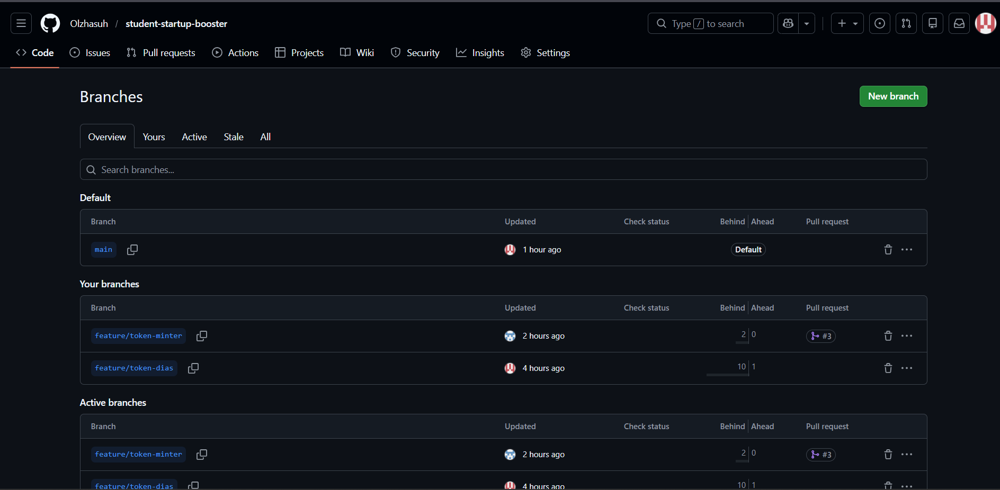 Olzhasuh / student-startup-booster
Type / to search
Code Issues Pull requests Actions Projects Wiki Security Insights Settings
Branches
New branch
Overview Yours Active Stale All
Search branches...
Default
Branch Updated Check status Behind Ahead Pull request
main 1 hour ago Default
Your branches
Branch Updated Check status Behind Ahead Pull request
feature/token-minter 2 hours ago 2 0 #3
feature/token-dias 4 hours ago 10 1
Active branches
Branch Updated Check status Behind Ahead Pull request
feature/token-minter 2 hours ago 2 0 #3
feature/token-dias 4 hours ago 10 1